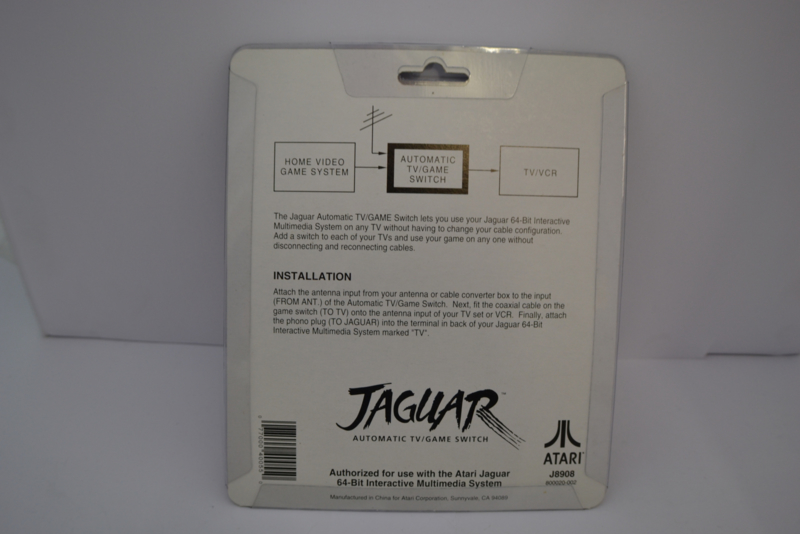 HOME VIDEO
GAME SYSTEM
AUTOMATIC
TV/GAME
SWITCH
TV/VCR
The Jaguar Automatic TV/GAME Switch lets you use your Jaguar 64-Bit Interactive
Multimedia System on any TV without having to change your cable configuration.
Add a switch to each of your TVs and use your game on any one without
disconnecting and reconnecting cables.
INSTALLATION
Attach the antenna input from your antenna or cable converter box to the input
(FROM ANT.) of the Automatic TV/Game Switch. Next, fit the coaxial cable on the
game switch (TO TV) onto the antenna input of your TV set or VCR. Finally, attach
the phono plug (TO JAGUAR) into the terminal in back of your Jaguar 64-Bit
Interactive Multimedia System marked "TV".
JAGUAR™
AUTOMATIC TV/GAME SWITCH
ATARI
J8908
Authorized for use with the Atari Jaguar
64-Bit Interactive Multimedia System
Manufactured in China for Atari Corporation, Sunnyvale, CA